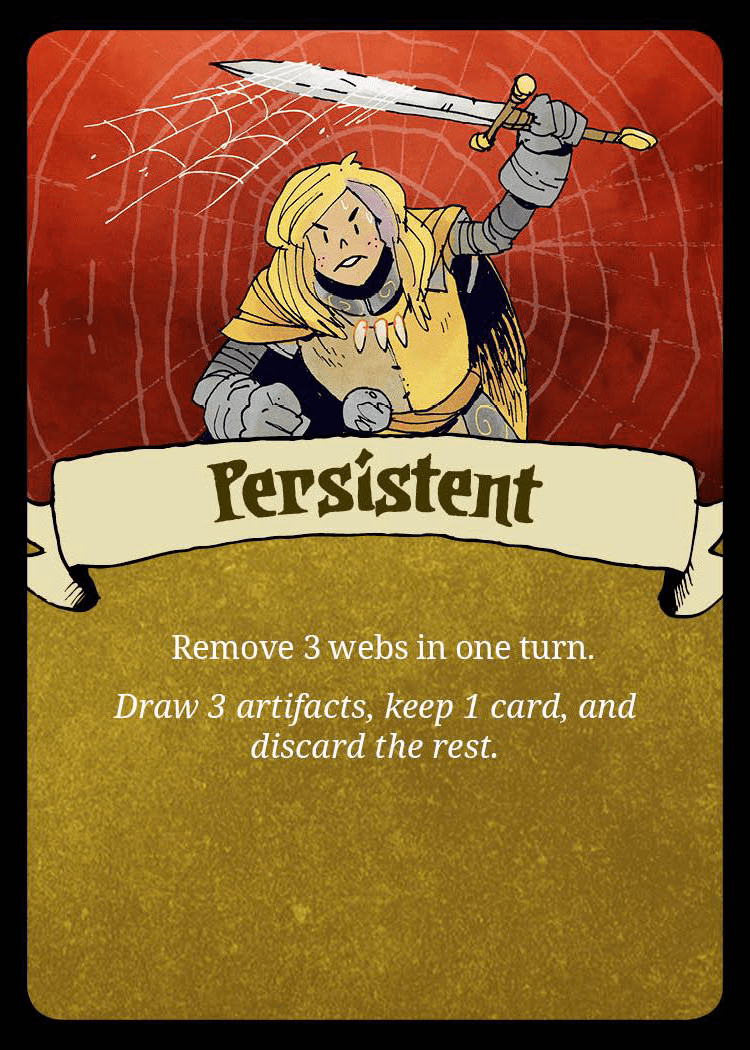 Persistent
Remove 3 webs in one turn.
Draw 3 artifacts, keep 1 card, and
discard the rest.